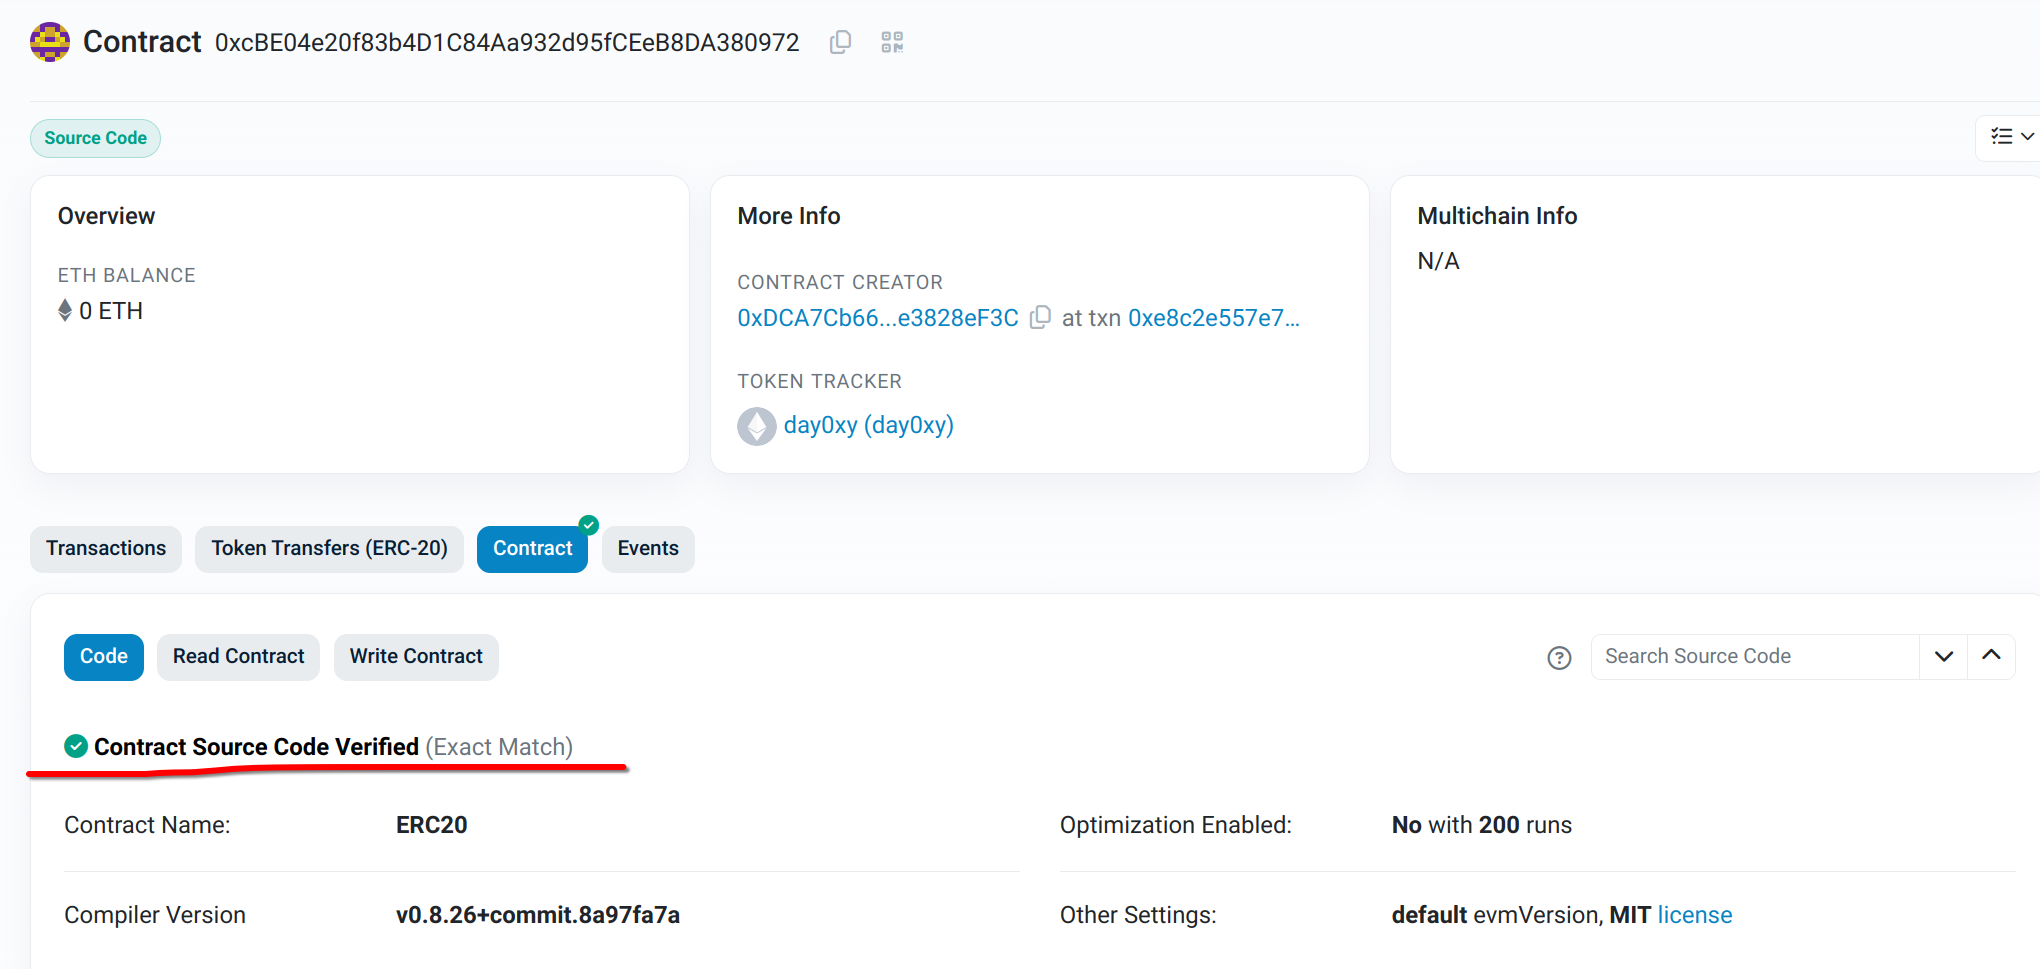 Contract 0xcBE04e20f83b4D1C84Aa932d95fCEeB8DA380972
Source Code
Overview
ETH BALANCE
0 ETH
More Info
CONTRACT CREATOR
0xDCA7Cb66...e3828eF3C at txn 0xe8c2e557e7...
TOKEN TRACKER
day0xy (day0xy)
Multichain Info
N/A
Transactions Token Transfers (ERC-20) Contract Events
Code Read Contract Write Contract Search Source Code
Contract Source Code Verified (Exact Match)
Contract Name: ERC20 Optimization Enabled: No with 200 runs
Compiler Version v0.8.26+commit.8a97fa7a Other Settings: default evmVersion, MIT license